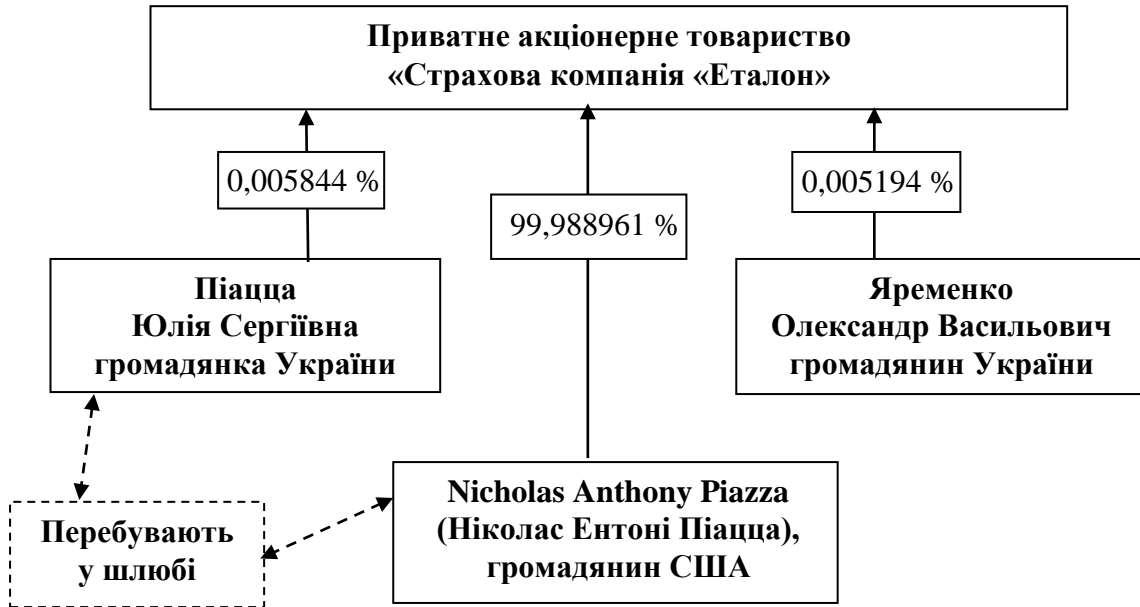 Приватне акціонерне товариство
«Страхова компанія «Еталон»
0,005844 %
99,988961 %
0,005194 %
Піацца
Юлія Сергіївна
громадянка України
Яременко
Олександр Васильович
громадянин України
Nicholas Anthony Piazza
(Ніколас Ентоні Піацца),
громадянин США
Перебувають
у шлюбі